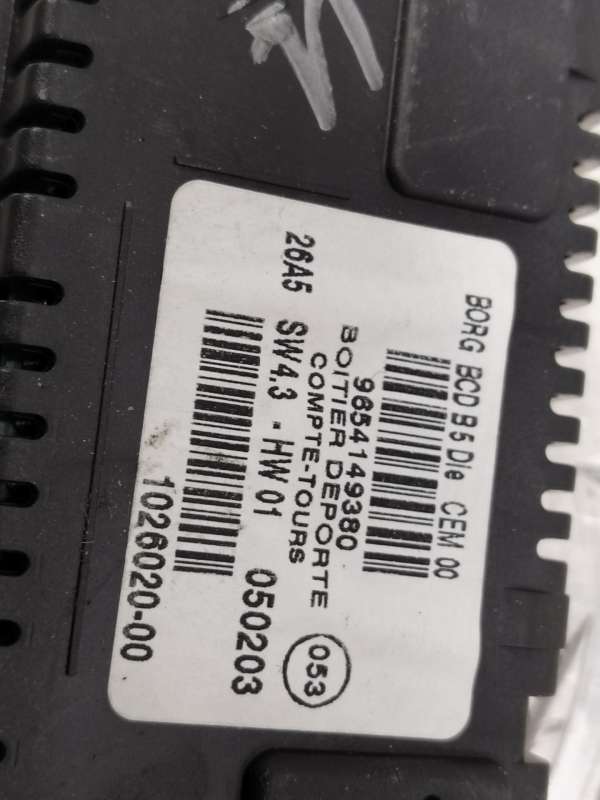 BORG BCD B5 Die CEM 00
9654149380
BOITIER DEPORTE
COMPTE-TOURS
053
26A5 SW4.3 - HW 01
050203
1026020-00